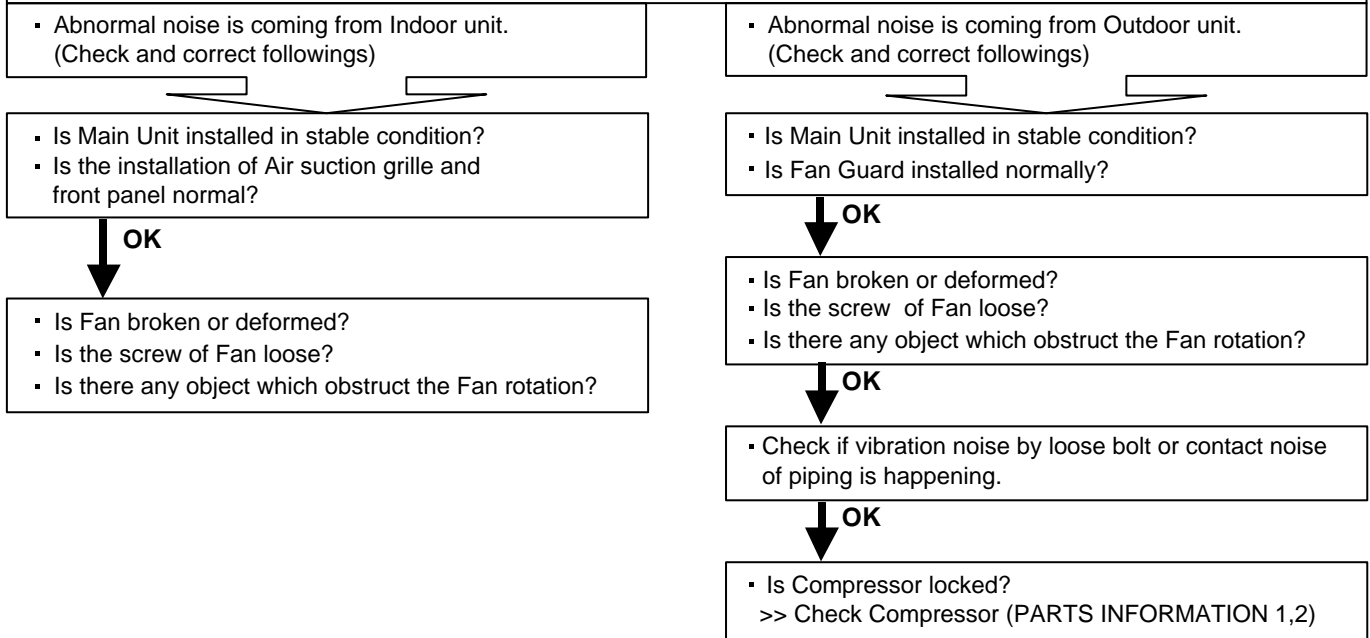 ▪ Abnormal noise is coming from Indoor unit.
(Check and correct followings)
▪ Is Main Unit installed in stable condition?
▪ Is the installation of Air suction grille and
front panel normal?
OK
▪ Is Fan broken or deformed?
▪ Is the screw of Fan loose?
▪ Is there any object which obstruct the Fan rotation?
▪ Abnormal noise is coming from Outdoor unit.
(Check and correct followings)
▪ Is Main Unit installed in stable condition?
▪ Is Fan Guard installed normally?
OK
▪ Is Fan broken or deformed?
▪ Is the screw of Fan loose?
▪ Is there any object which obstruct the Fan rotation?
OK
▪ Check if vibration noise by loose bolt or contact noise
of piping is happening.
OK
▪ Is Compressor locked?
>> Check Compressor (PARTS INFORMATION 1,2)